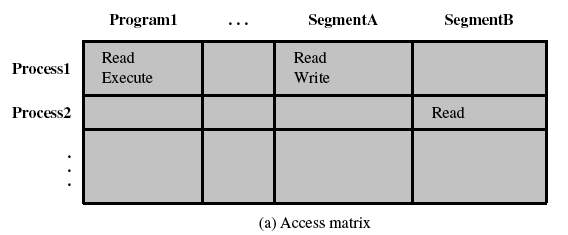 Program1 . . . SegmentA SegmentB
Process1 Read Read
Execute Write
Process2 Read
.
.
.
(a) Access matrix